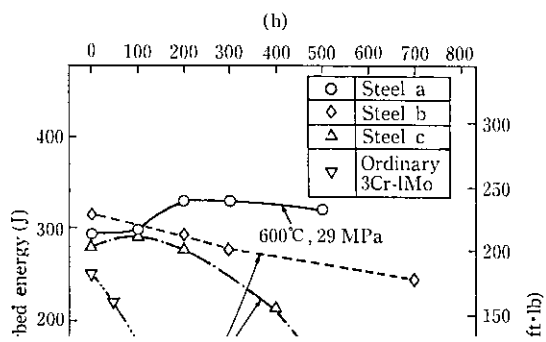 (h)
0 100 200 300 400 500 600 700 800
Steel a
Steel b
Steel c
Ordinary
3Cr-1Mo
400
300
200
300
250
200
150
600℃, 29 MPa
rbed energy (J)
ft·lb)